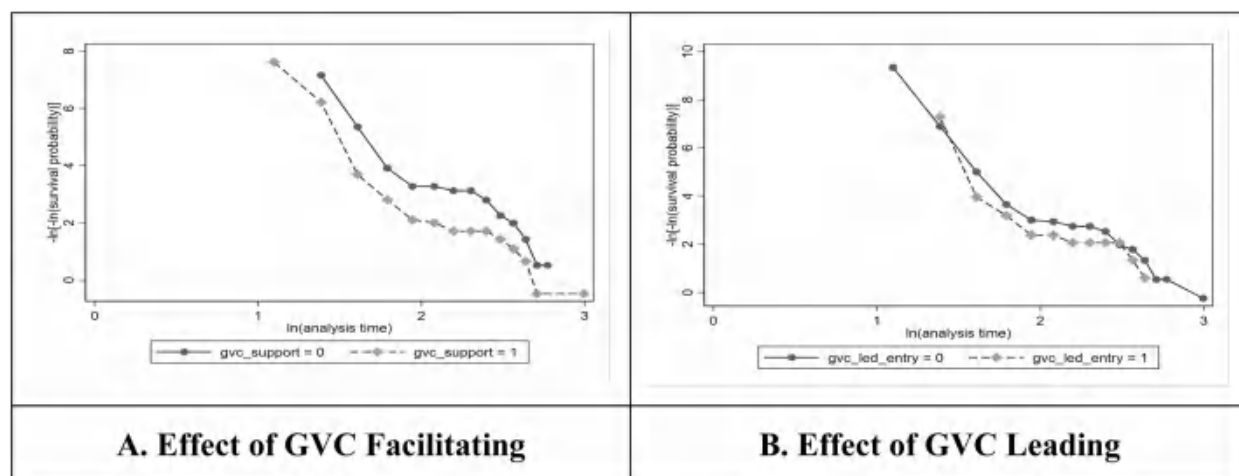 8
6
4
2
0
-ln[-ln(survival probability)]
0 1 2 3
ln(analysis time)
gvc_support = 0 gvc_support = 1
10
8
6
4
2
0
-ln[-ln(survival probability)]
0 1 2 3
ln(analysis time)
gvc_led_entry = 0 gvc_led_entry = 1
A. Effect of GVC Facilitating
B. Effect of GVC Leading